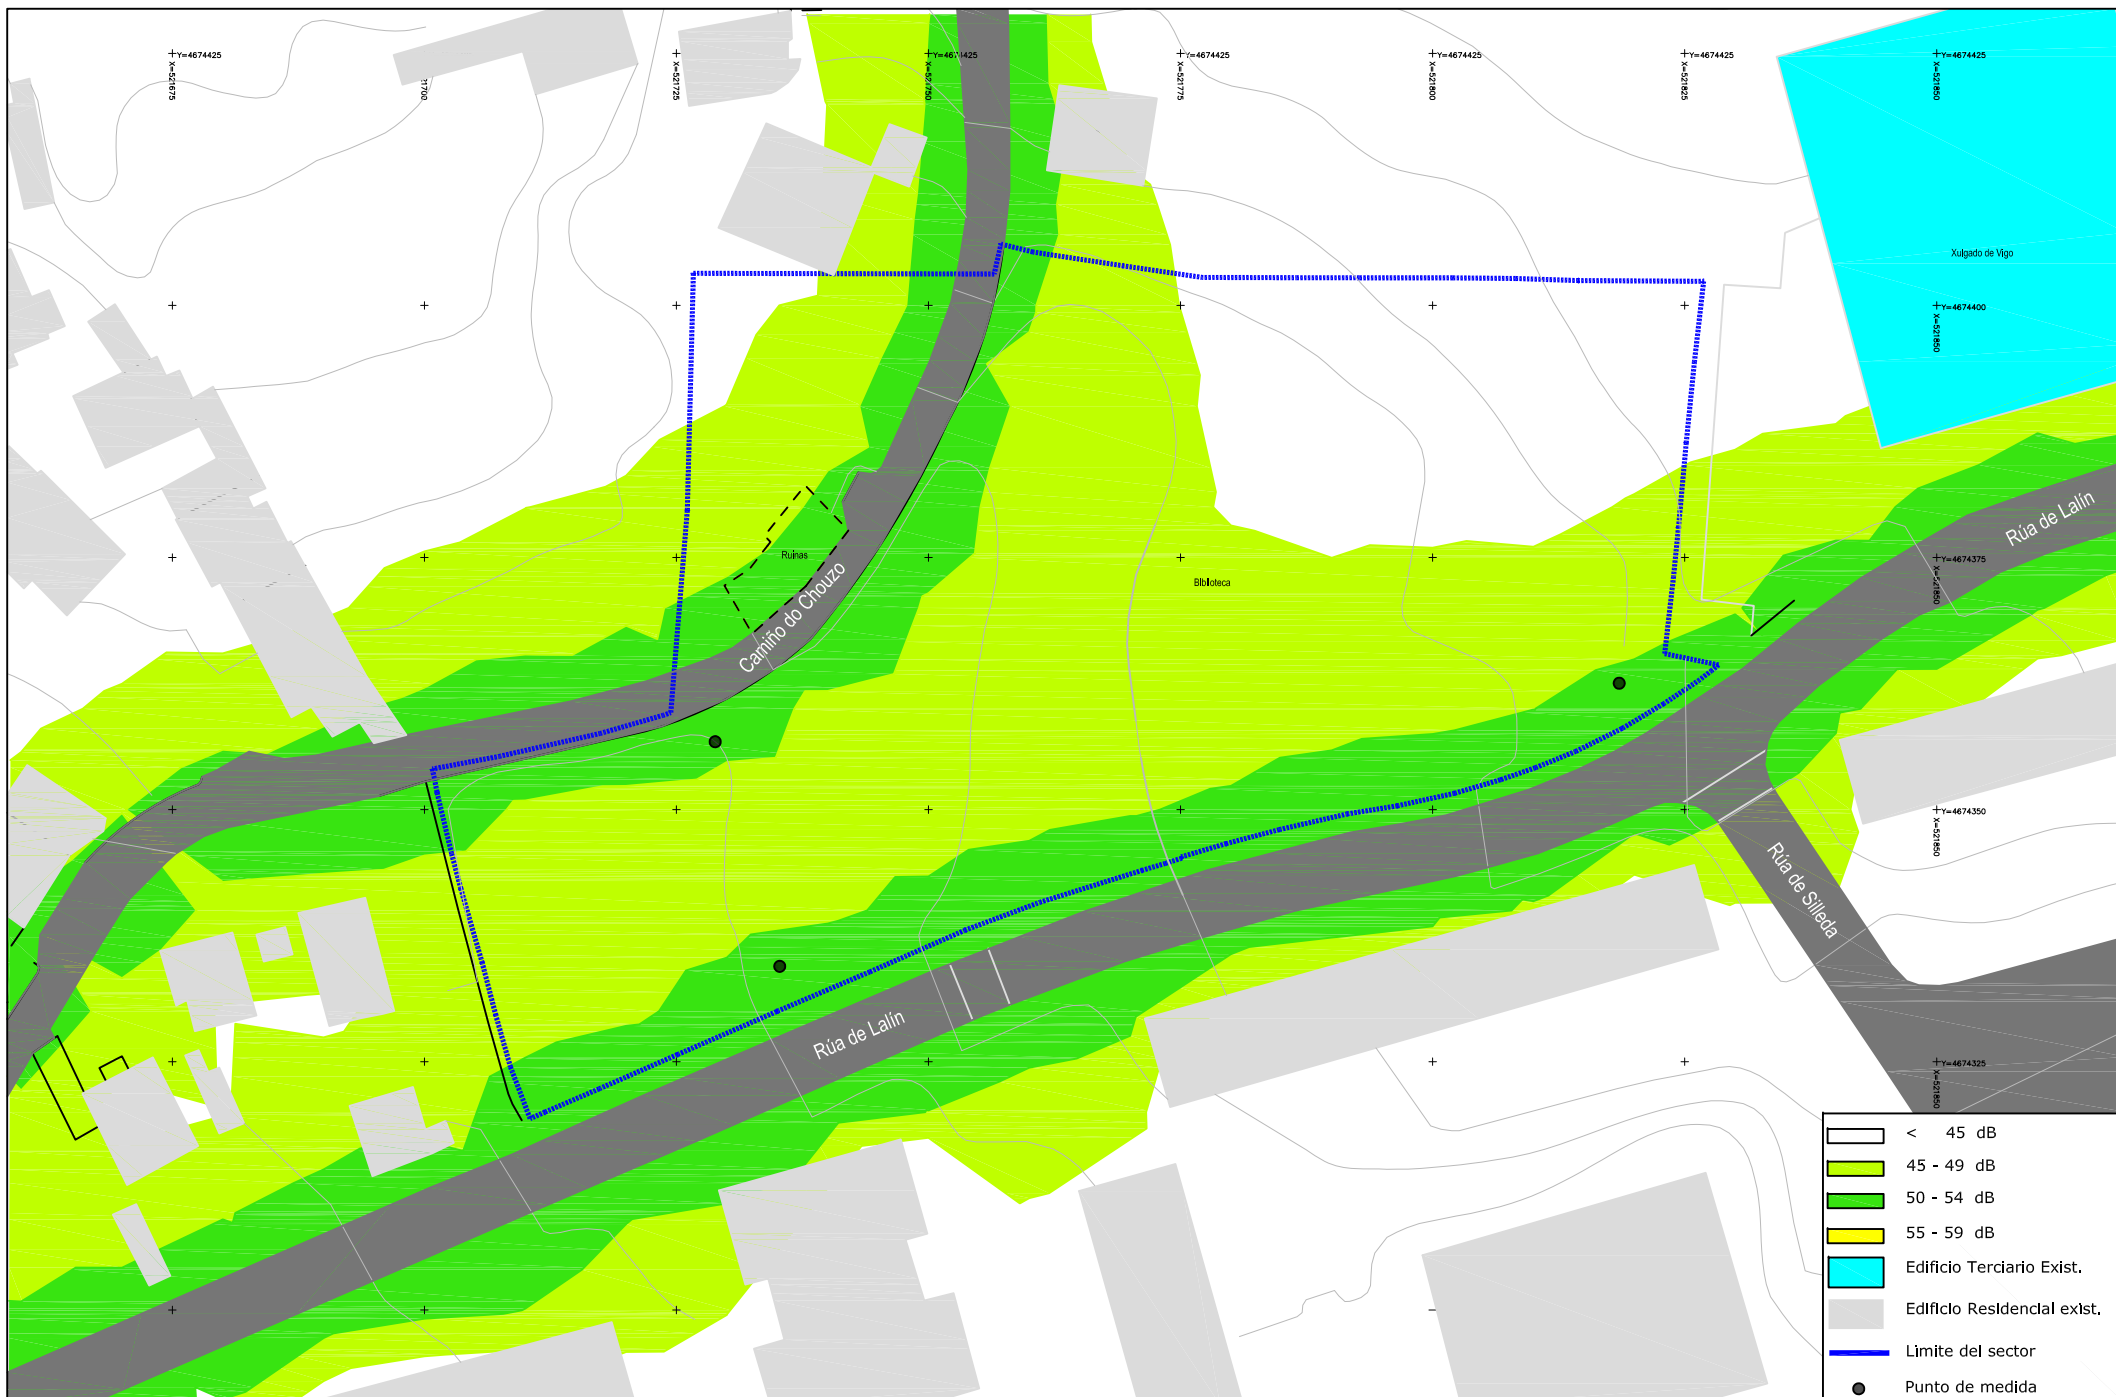 Y=4674425
Y=4674425
Y=4674425
Y=4674425
Y=4674425
Y=4674425
X=521675
X=521725
X=521750
X=521775
X=521800
X=521825
X=521850
Xulgado de Vigo
Y=4674400
X=521850
Rúa de Lalín
Ruinas
Camiño do Chouzo
Biblioteca
Y=4674375
X=521850
Y=4674350
X=521850
Rúa de Silleda
Rúa de Lalín
Y=4674325
X=521850
< 45 dB
45 - 49 dB
50 - 54 dB
55 - 59 dB
Edificio Terciario Exist.
Edificio Residencial exist.
Limite del sector
Punto de medida